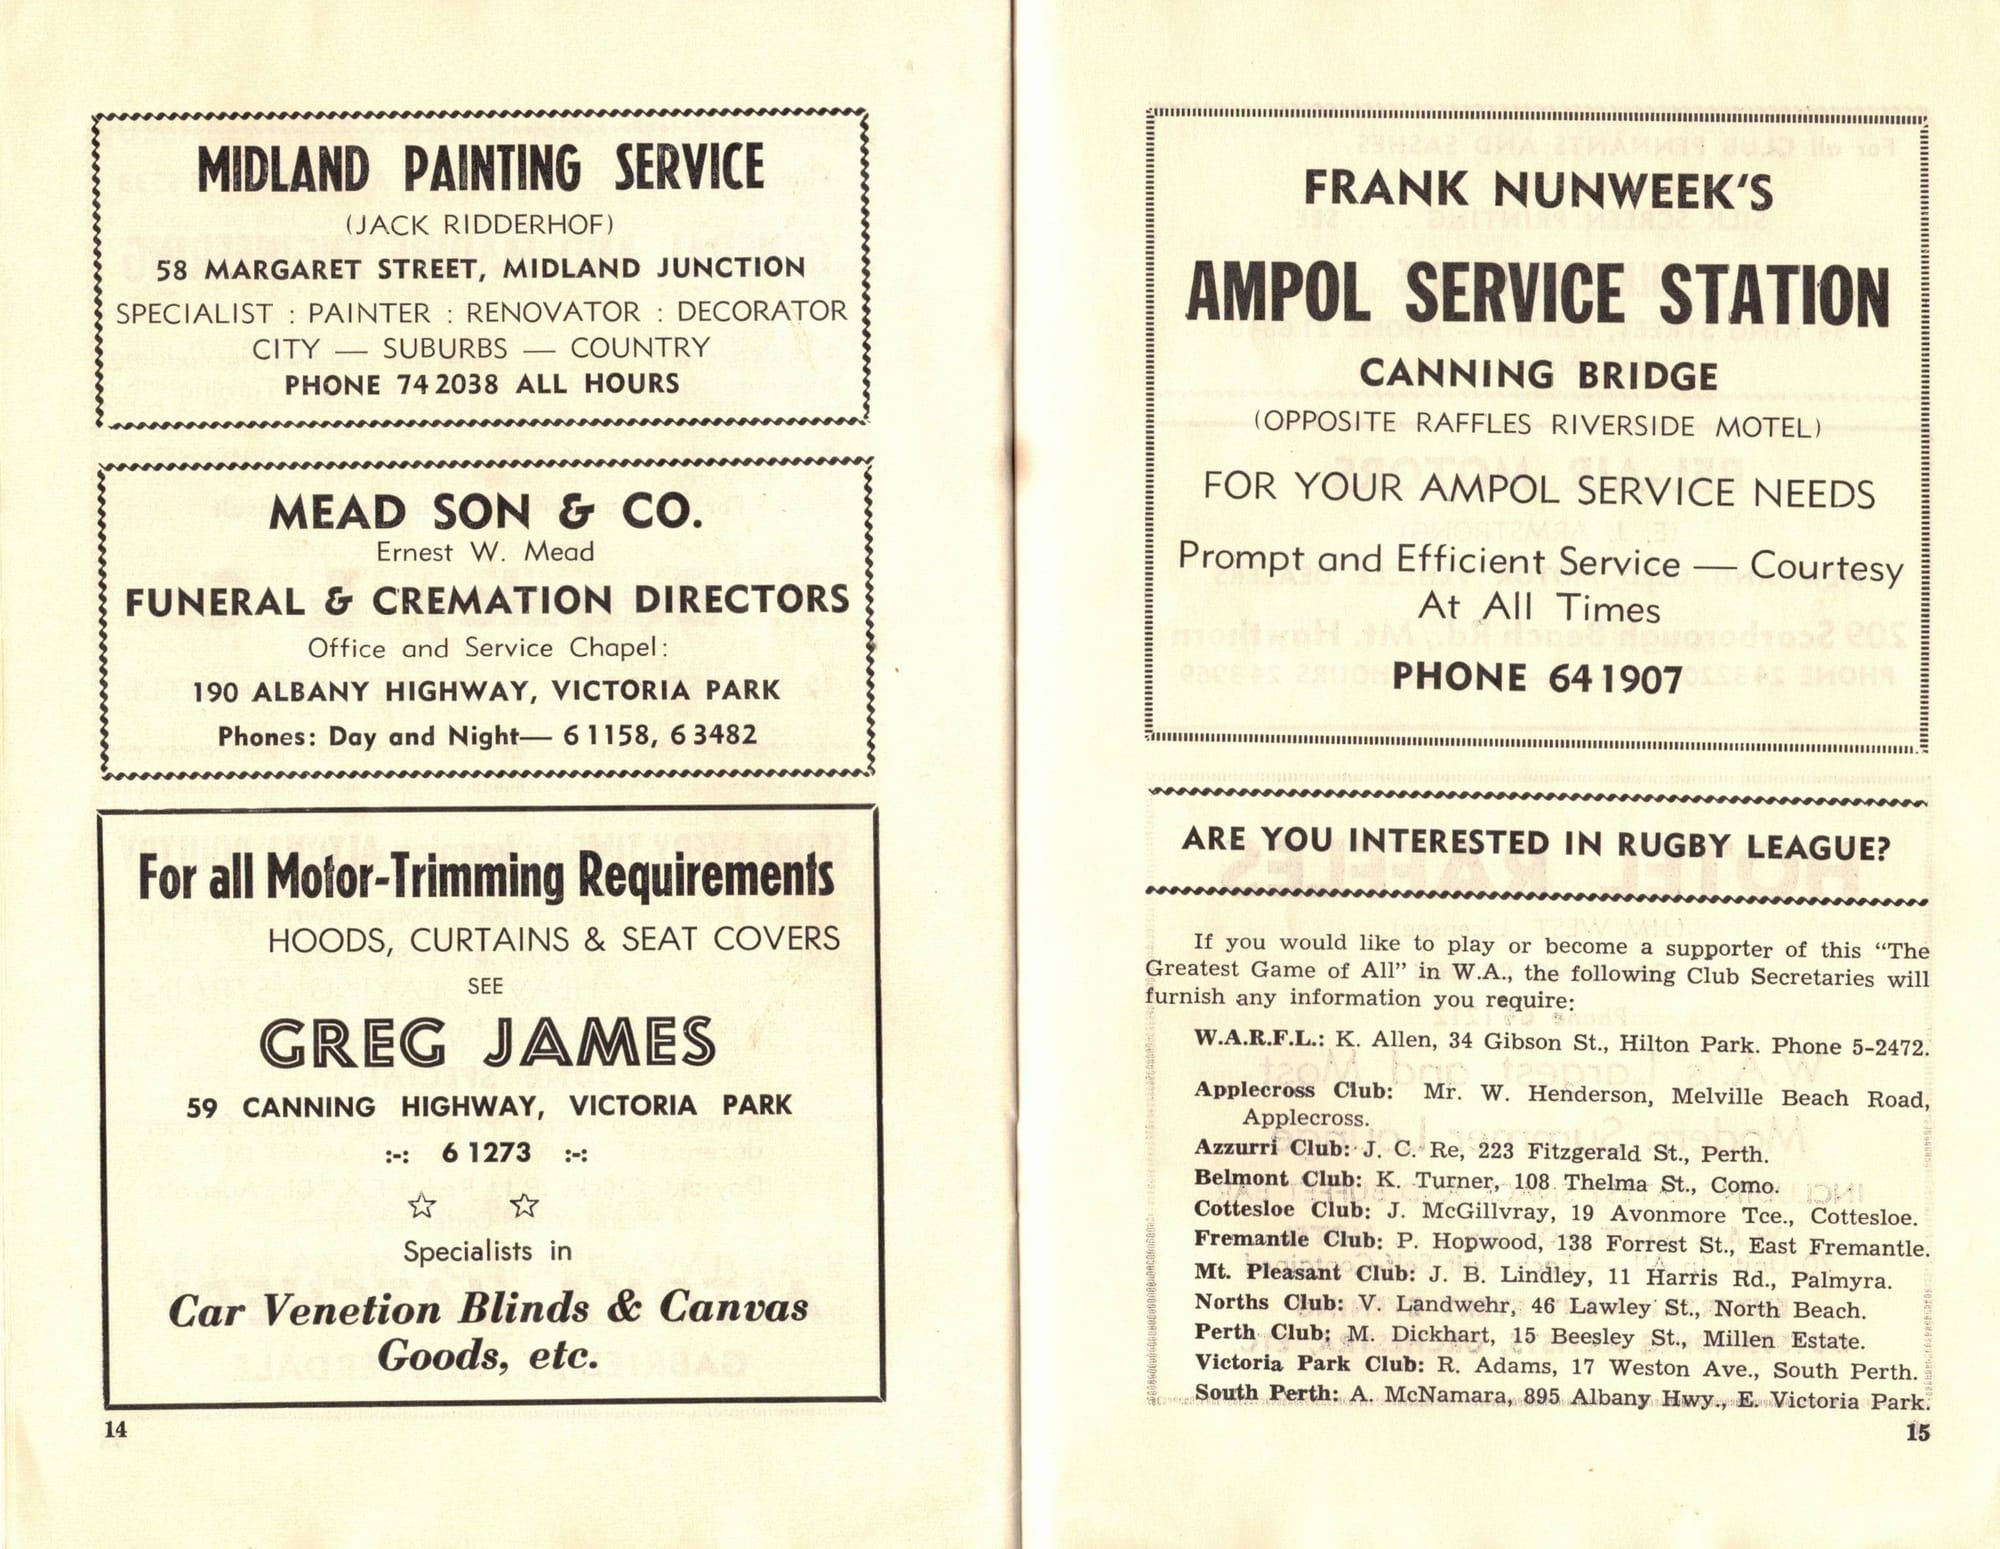 MIDLAND PAINTING SERVICE
(JACK RIDDERHOF)
58 MARGARET STREET, MIDLAND JUNCTION
SPECIALIST : PAINTER : RENOVATOR : DECORATOR
CITY — SUBURBS — COUNTRY
PHONE 74 2038 ALL HOURS
MEAD SON & CO.
Ernest W. Mead
FUNERAL & CREMATION DIRECTORS
Office and Service Chapel:
190 ALBANY HIGHWAY, VICTORIA PARK
Phones: Day and Night— 6 1158, 6 3482
For all Motor-Trimming Requirements
HOODS, CURTAINS & SEAT COVERS
SEE
GREG JAMES
59 CANNING HIGHWAY, VICTORIA PARK
:-: 6 1273 :-:
☆ ☆
Specialists in
Car Venetion Blinds & Canvas
Goods, etc.
14
FRANK NUNWEEK'S
AMPOL SERVICE STATION
CANNING BRIDGE
(OPPOSITE RAFFLES RIVERSIDE MOTEL)
FOR YOUR AMPOL SERVICE NEEDS
Prompt and Efficient Service — Courtesy
At All Times
PHONE 64 1907
ARE YOU INTERESTED IN RUGBY LEAGUE?
If you would like to play or become a supporter of this "The
Greatest Game of All" in W.A., the following Club Secretaries will
furnish any information you require:
W.A.R.F.L.: K. Allen, 34 Gibson St., Hilton Park. Phone 5-2472.
Applecross Club: Mr. W. Henderson, Melville Beach Road,
Applecross.
Azzurri Club: J. C. Re, 223 Fitzgerald St., Perth.
Belmont Club: K. Turner, 108 Thelma St., Como.
Cottesloe Club: J. McGillvray, 19 Avonmore Tce., Cottesloe.
Fremantle Club: P. Hopwood, 138 Forrest St., East Fremantle.
Mt. Pleasant Club: J. B. Lindley, 11 Harris Rd., Palmyra.
Norths Club: V. Landwehr, 46 Lawley St., North Beach.
Perth Club: M. Dickhart, 15 Beesley St., Millen Estate.
Victoria Park Club: R. Adams, 17 Weston Ave., South Perth.
South Perth: A. McNamara, 895 Albany Hwy., E. Victoria Park.
15